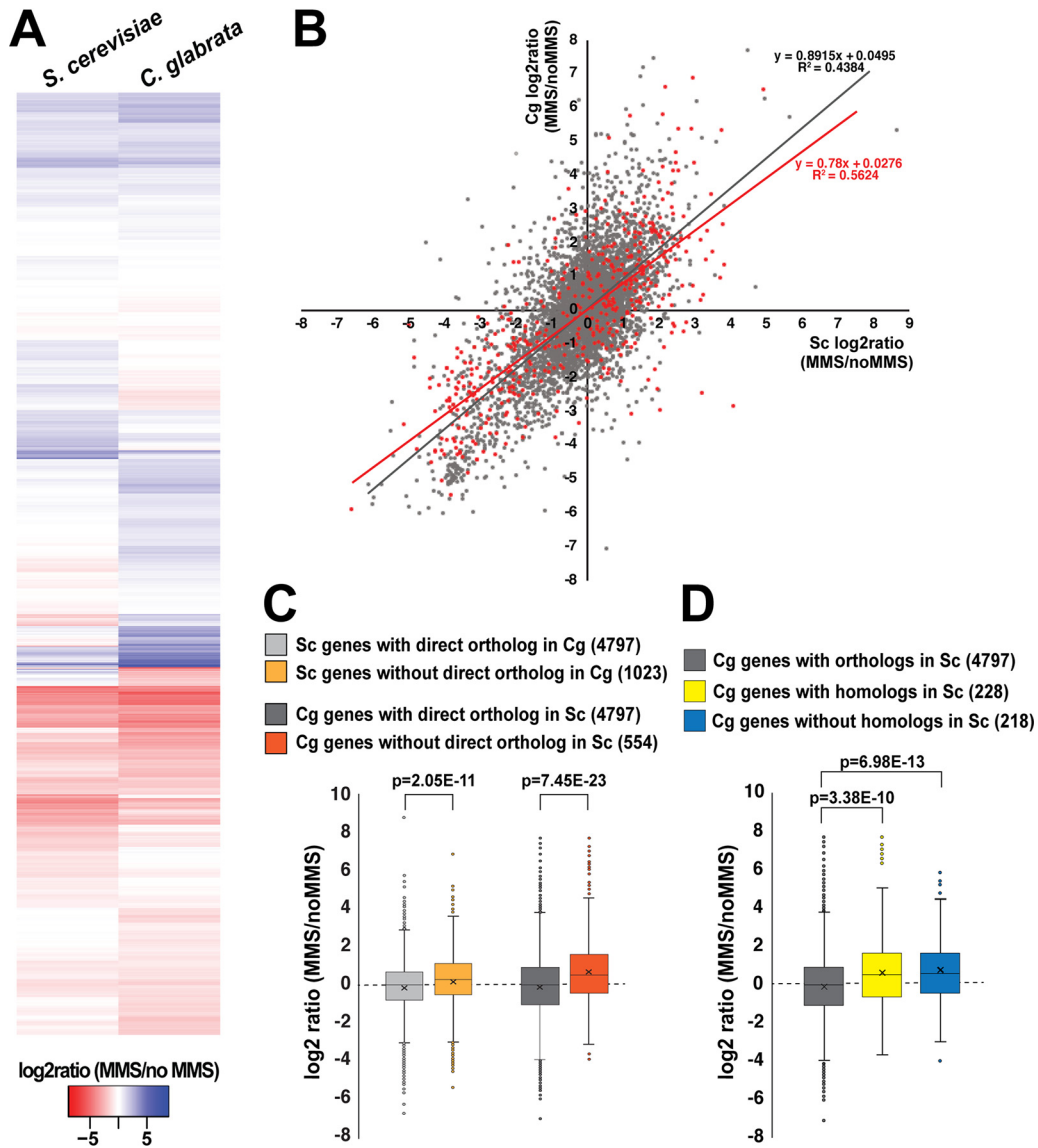 A
S. cerevisiae
C. glabrata
log2ratio (MMS/no MMS)
−5
5
B
Cg log2ratio
(MMS/noMMS)
8
7
6
5
4
3
2
1
0
-1
-2
-3
-4
-5
-6
-7
-8
-8 -7 -6 -5 -4 -3 -2 -1 0 1 2 3 4 5 6 7 8 9
Sc log2ratio
(MMS/noMMS)
y = 0.8915x + 0.0495
R² = 0.4384
y = 0.78x + 0.0276
R² = 0.5624
C
Sc genes with direct ortholog in Cg (4797)
Sc genes without direct ortholog in Cg (1023)
Cg genes with direct ortholog in Sc (4797)
Cg genes without direct ortholog in Sc (554)
p=2.05E-11
p=7.45E-23
log2 ratio (MMS/noMMS)
10
8
6
4
2
0
-2
-4
-6
-8
D
Cg genes with orthologs in Sc (4797)
Cg genes with homologs in Sc (228)
Cg genes without homologs in Sc (218)
p=6.98E-13
p=3.38E-10
log2 ratio (MMS/noMMS)
10
8
6
4
2
0
-2
-4
-6
-8